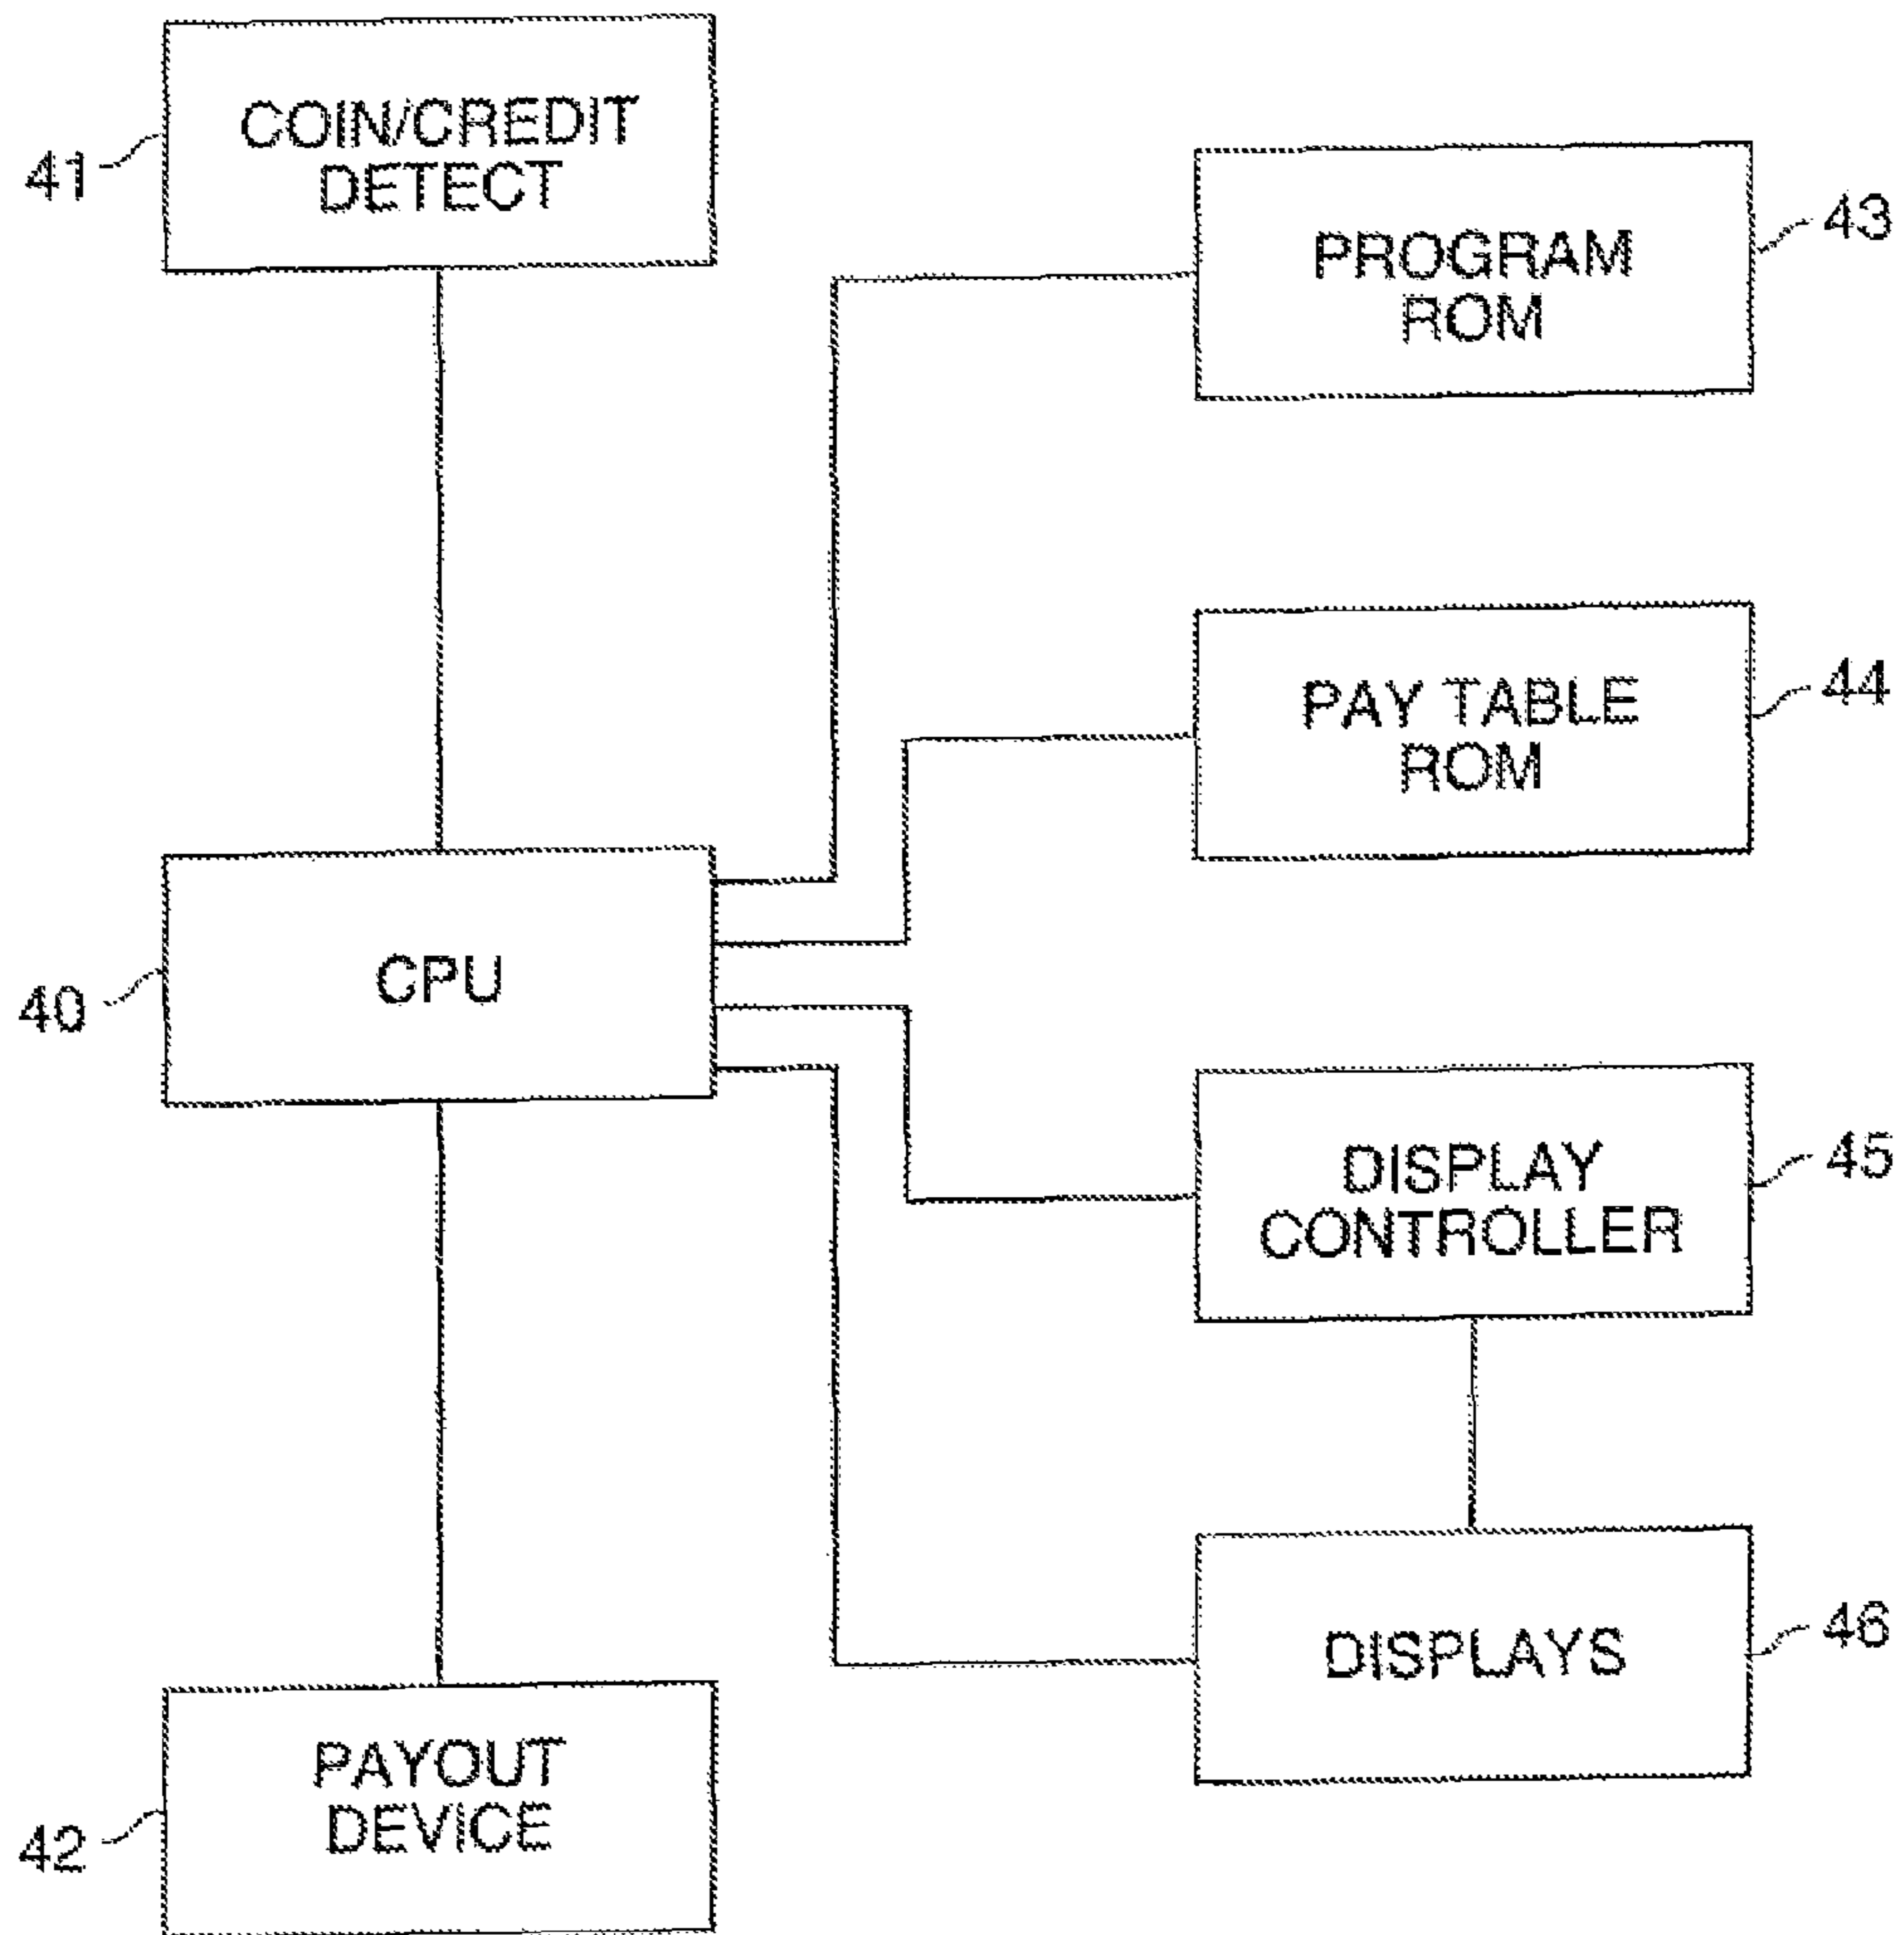 COIN/CREDIT
DETECT
41
PROGRAM
ROM
43
PAY TABLE
ROM
44
CPU
40
DISPLAY
CONTROLLER
45
DISPLAYS
46
PAYOUT
DEVICE
42